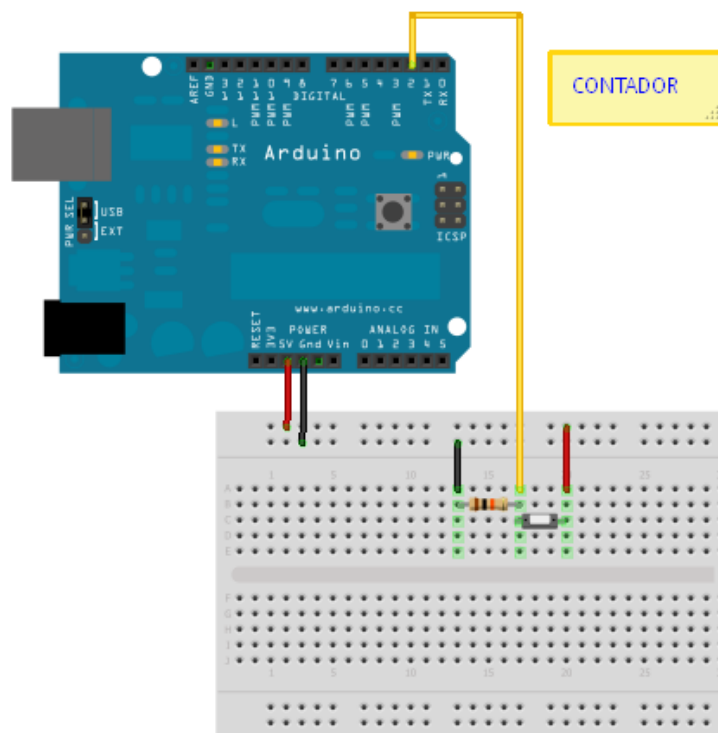 CONTADOR
AREF
GND
13
12
11
10
9
8
7
6
5
4
3
2
1
0
PWM
PWM
PWM
PWM
PWM
PWM
TX
RX
DIGITAL
L
TX
RX
Arduino
PWR
PWR SEL
USB
EXT
ICSP
1
www.arduino.cc
RESET
3V3
5V
Gnd
Vin
POWER
ANALOG IN
0 1 2 3 4 5
1 5 10 15 25
A
B
C
D
E
F
G
H
I
J
1 5 10 15 20 25